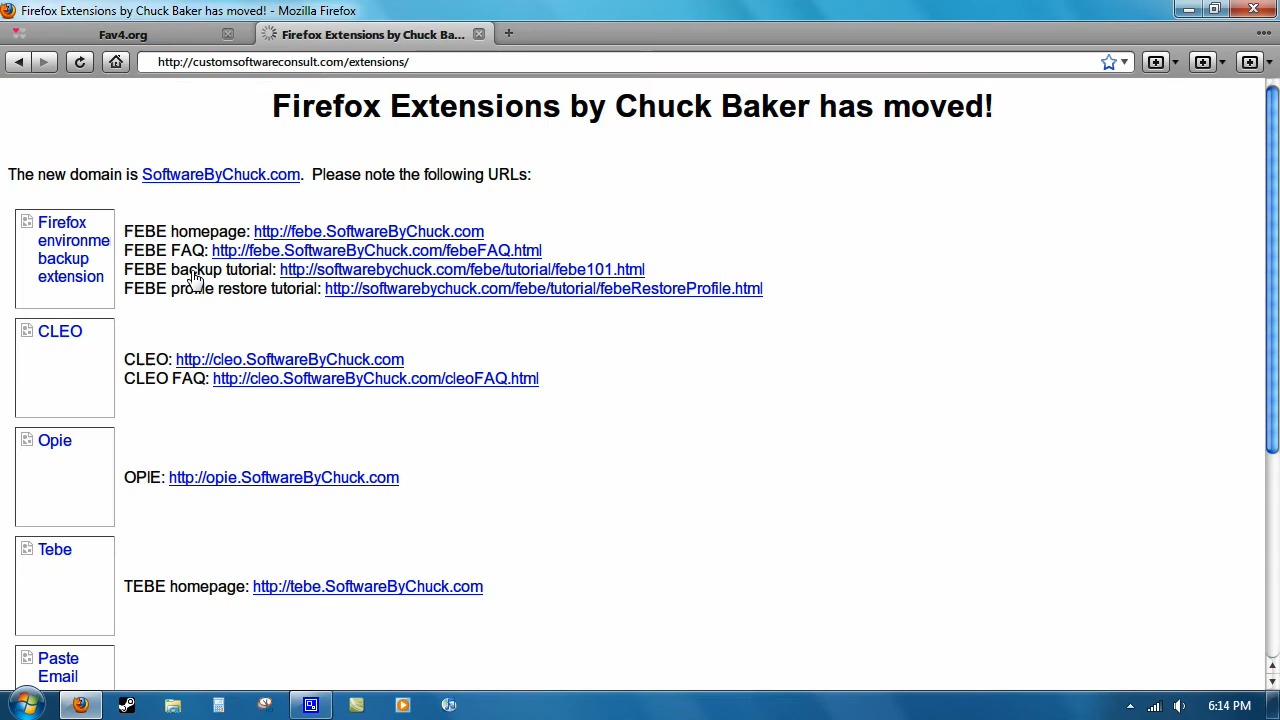 Firefox Extensions by Chuck Baker has moved! - Mozilla Firefox
Fav4.org
Firefox Extensions by Chuck Ba...
http://customsoftwareconsult.com/extensions/
Firefox Extensions by Chuck Baker has moved!
The new domain is SoftwareByChuck.com. Please note the following URLs:
Firefox
environme
backup
extension
FEBE homepage: http://febe.SoftwareByChuck.com
FEBE FAQ: http://febe.SoftwareByChuck.com/febeFAQ.html
FEBE backup tutorial: http://softwarebychuck.com/febe/tutorial/febe101.html
FEBE profile restore tutorial: http://softwarebychuck.com/febe/tutorial/febeRestoreProfile.html
CLEO
CLEO: http://cleo.SoftwareByChuck.com
CLEO FAQ: http://cleo.SoftwareByChuck.com/cleoFAQ.html
Opie
OPIE: http://opie.SoftwareByChuck.com
Tebe
TEBE homepage: http://tebe.SoftwareByChuck.com
Paste
Email
6:14 PM